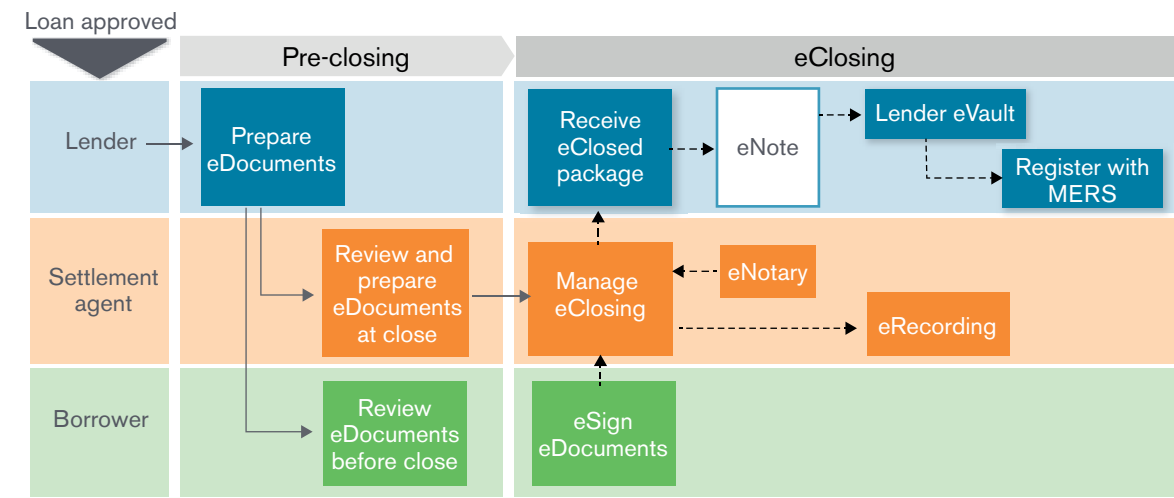 Loan approved
Pre-closing
eClosing
Lender
Prepare
eDocuments
Receive
eClosed
package
eNote
Lender eVault
Register with
MERS
Settlement
agent
Review and
prepare
eDocuments
at close
Manage
eClosing
eNotary
eRecording
Borrower
Review
eDocuments
before close
eSign
eDocuments